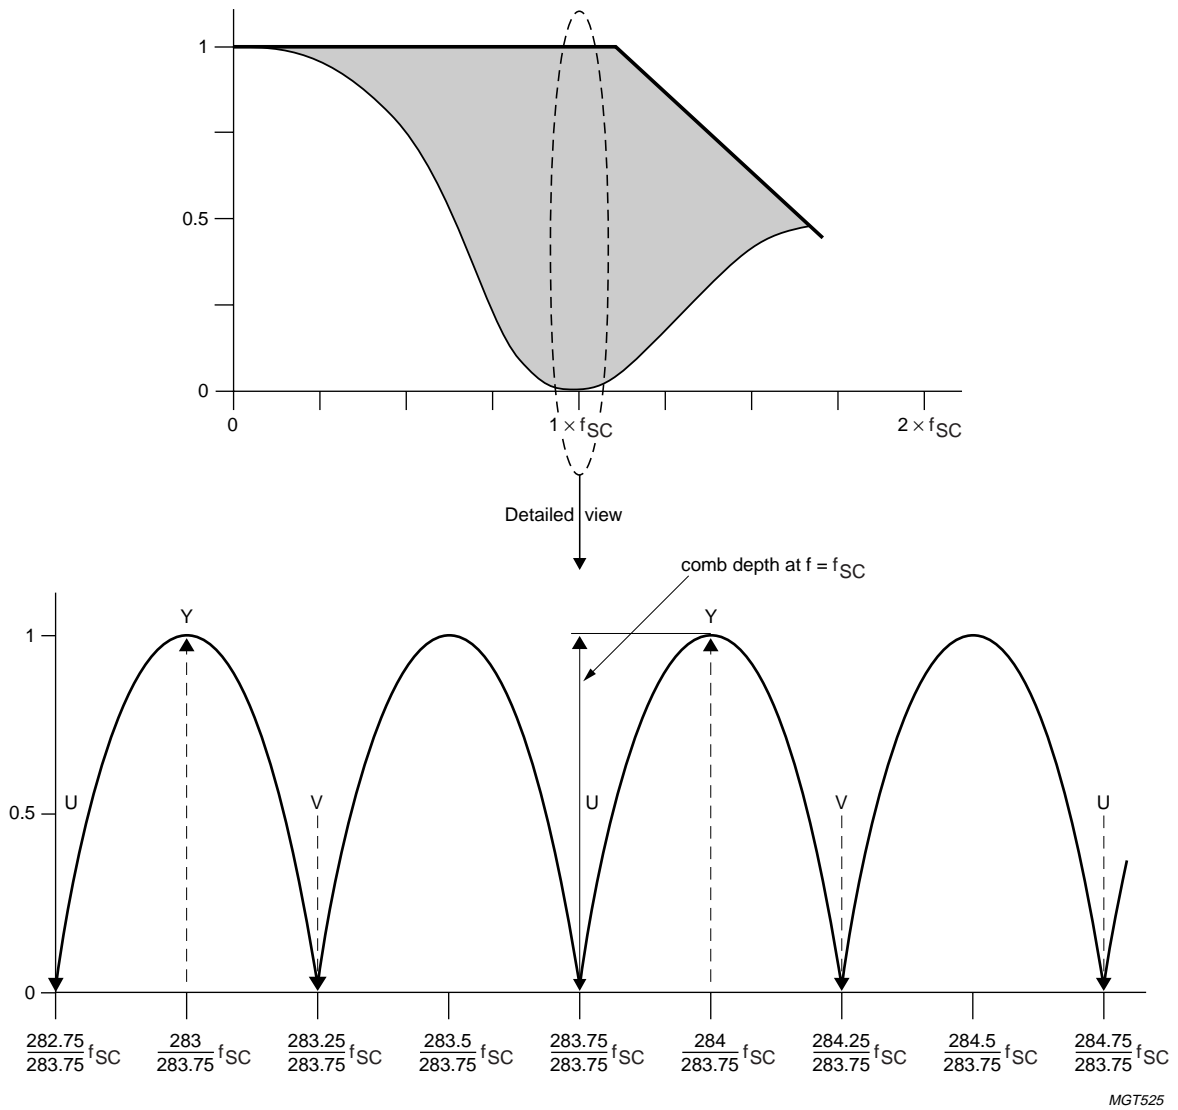 1
0.5
0
0
1 × fSC
2 × fSC
Detailed view
comb depth at f = fSC
Y
Y
1
U
V
U
V
U
0.5
0
282.75
283.75 fSC
283
283.75 fSC
283.25
283.75 fSC
283.5
283.75 fSC
283.75
283.75 fSC
284
283.75 fSC
284.25
283.75 fSC
284.5
283.75 fSC
284.75
283.75 fSC
MGT525